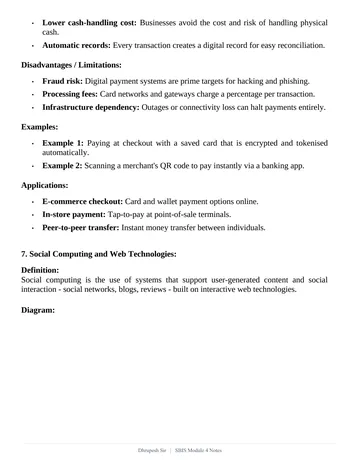 • Lower cash-handling cost: Businesses avoid the cost and risk of handling physical
cash.
• Automatic records: Every transaction creates a digital record for easy reconciliation.
Disadvantages / Limitations:
• Fraud risk: Digital payment systems are prime targets for hacking and phishing.
• Processing fees: Card networks and gateways charge a percentage per transaction.
• Infrastructure dependency: Outages or connectivity loss can halt payments entirely.
Examples:
• Example 1: Paying at checkout with a saved card that is encrypted and tokenised
automatically.
• Example 2: Scanning a merchant's QR code to pay instantly via a banking app.
Applications:
• E-commerce checkout: Card and wallet payment options online.
• In-store payment: Tap-to-pay at point-of-sale terminals.
• Peer-to-peer transfer: Instant money transfer between individuals.
7. Social Computing and Web Technologies:
Definition:
Social computing is the use of systems that support user-generated content and social
interaction - social networks, blogs, reviews - built on interactive web technologies.
Diagram:
Dhrupesh Sir | HIIS Module 4 Notes